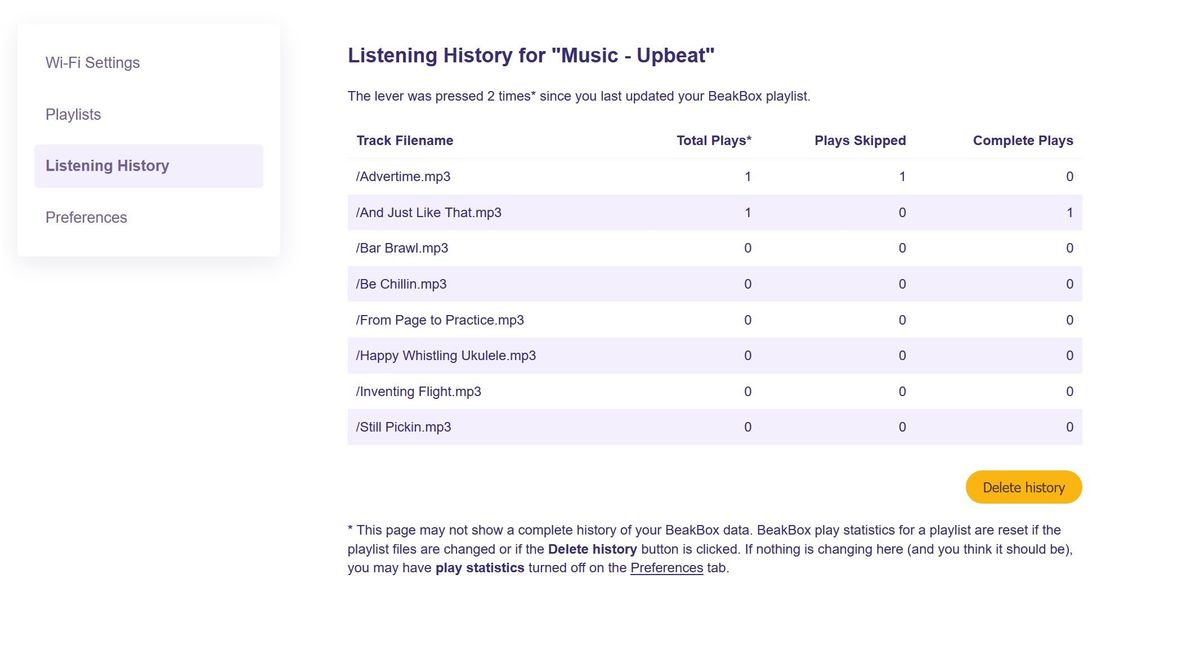 Wi-Fi Settings
Playlists
Listening History
Preferences
Listening History for "Music - Upbeat"
The lever was pressed 2 times* since you last updated your BeakBox playlist.
Track Filename Total Plays* Plays Skipped Complete Plays
/Advertime.mp3 1 1 0
/And Just Like That.mp3 1 0 1
/Bar Brawl.mp3 0 0 0
/Be Chillin.mp3 0 0 0
/From Page to Practice.mp3 0 0 0
/Happy Whistling Ukulele.mp3 0 0 0
/Inventing Flight.mp3 0 0 0
/Still Pickin.mp3 0 0 0
Delete history
* This page may not show a complete history of your BeakBox data. BeakBox play statistics for a playlist are reset if the
playlist files are changed or if the Delete history button is clicked. If nothing is changing here (and you think it should be),
you may have play statistics turned off on the Preferences tab.